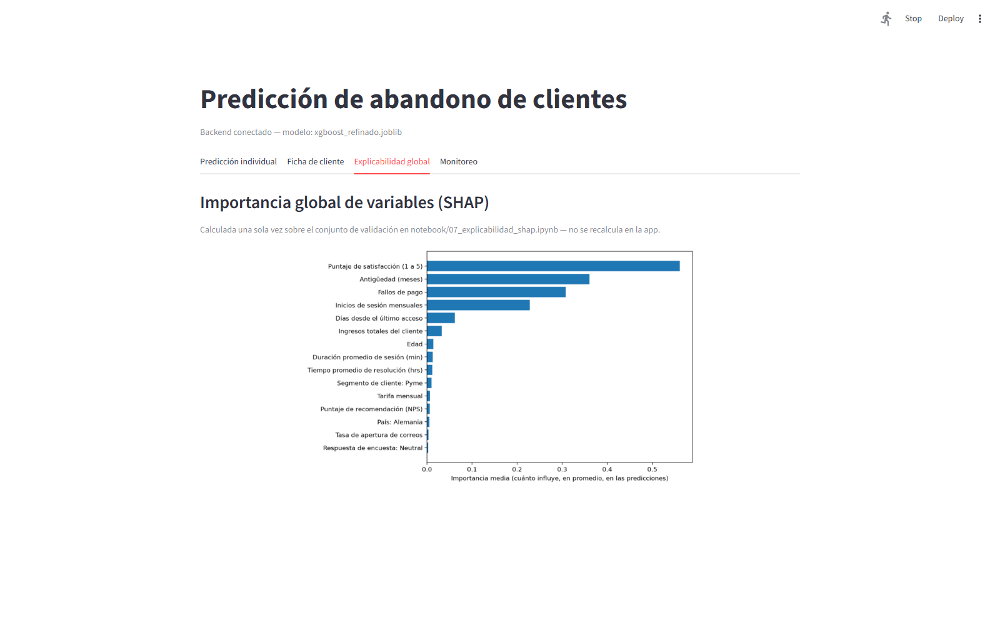 Stop
Deploy
Predicción de abandono de clientes
Backend conectado — modelo: xgboost_refinado.joblib
Predicción individual
Ficha de cliente
Explicabilidad global
Monitoreo
Importancia global de variables (SHAP)
Calculada una sola vez sobre el conjunto de validación en notebook/07_explicabilidad_shap.ipynb — no se recalcula en la app.
Puntaje de satisfacción (1 a 5)
Antigüedad (meses)
Fallos de pago
Inicios de sesión mensuales
Días desde el último acceso
Ingresos totales del cliente
Edad
Duración promedio de sesión (min)
Tiempo promedio de resolución (hrs)
Segmento de cliente: Pyme
Tarifa mensual
Puntaje de recomendación (NPS)
País: Alemania
Tasa de apertura de correos
Respuesta de encuesta: Neutral
0.0 0.1 0.2 0.3 0.4 0.5
Importancia media (cuánto influye, en promedio, en las predicciones)